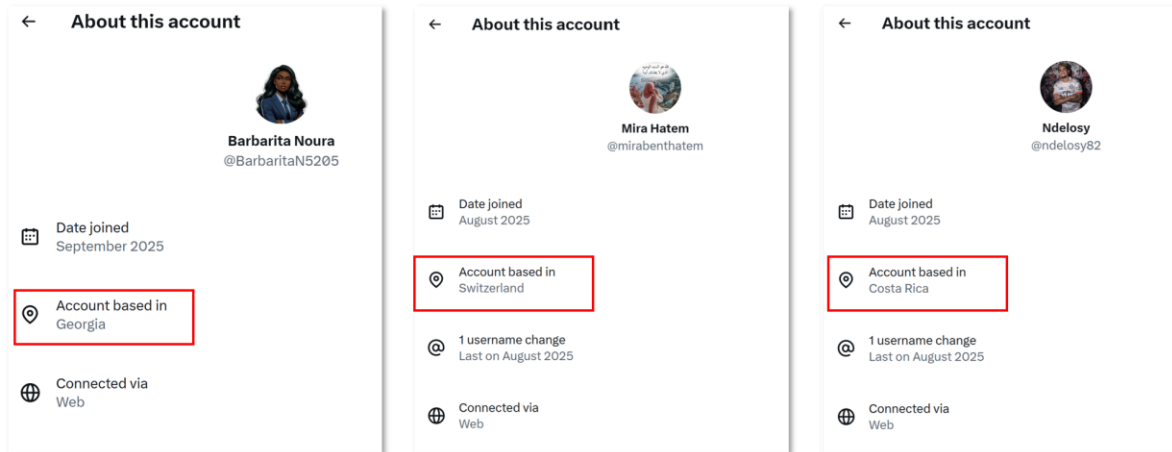 About this account
Barbarita Noura
@BarbaritaN5205
Date joined
September 2025
Account based in
Georgia
Connected via
Web
About this account
Mira Hatem
@mirabenthatem
Date joined
August 2025
Account based in
Switzerland
1 username change
Last on August 2025
Connected via
Web
About this account
Ndelosy
@ndelosy82
Date joined
August 2025
Account based in
Costa Rica
1 username change
Last on August 2025
Connected via
Web